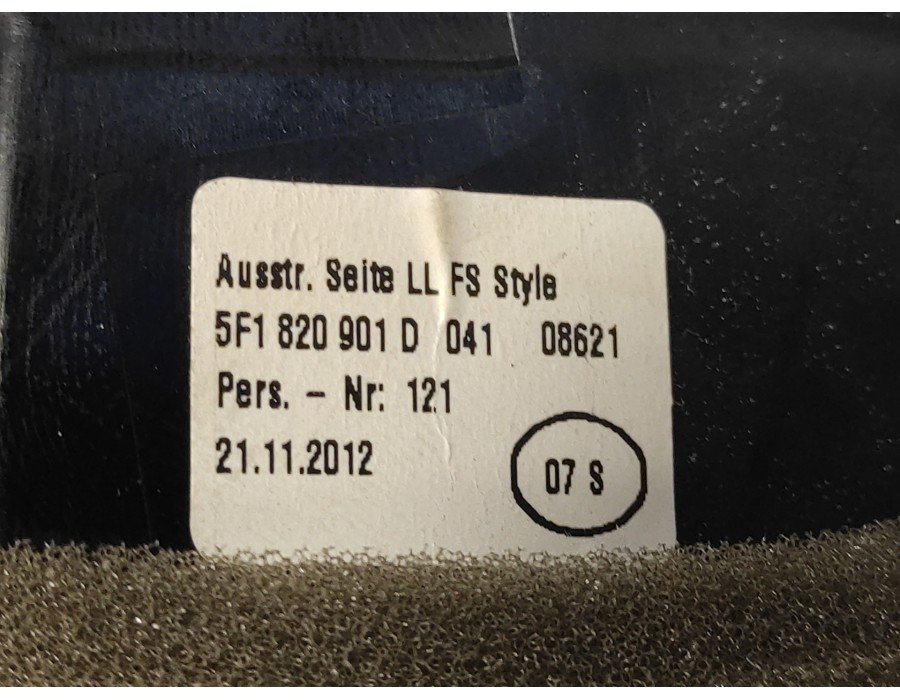 Ausstr. Seite LL FS Style
5F1 820 901 D 041 08621
Pers. - Nr: 121
21.11.2012
07 S